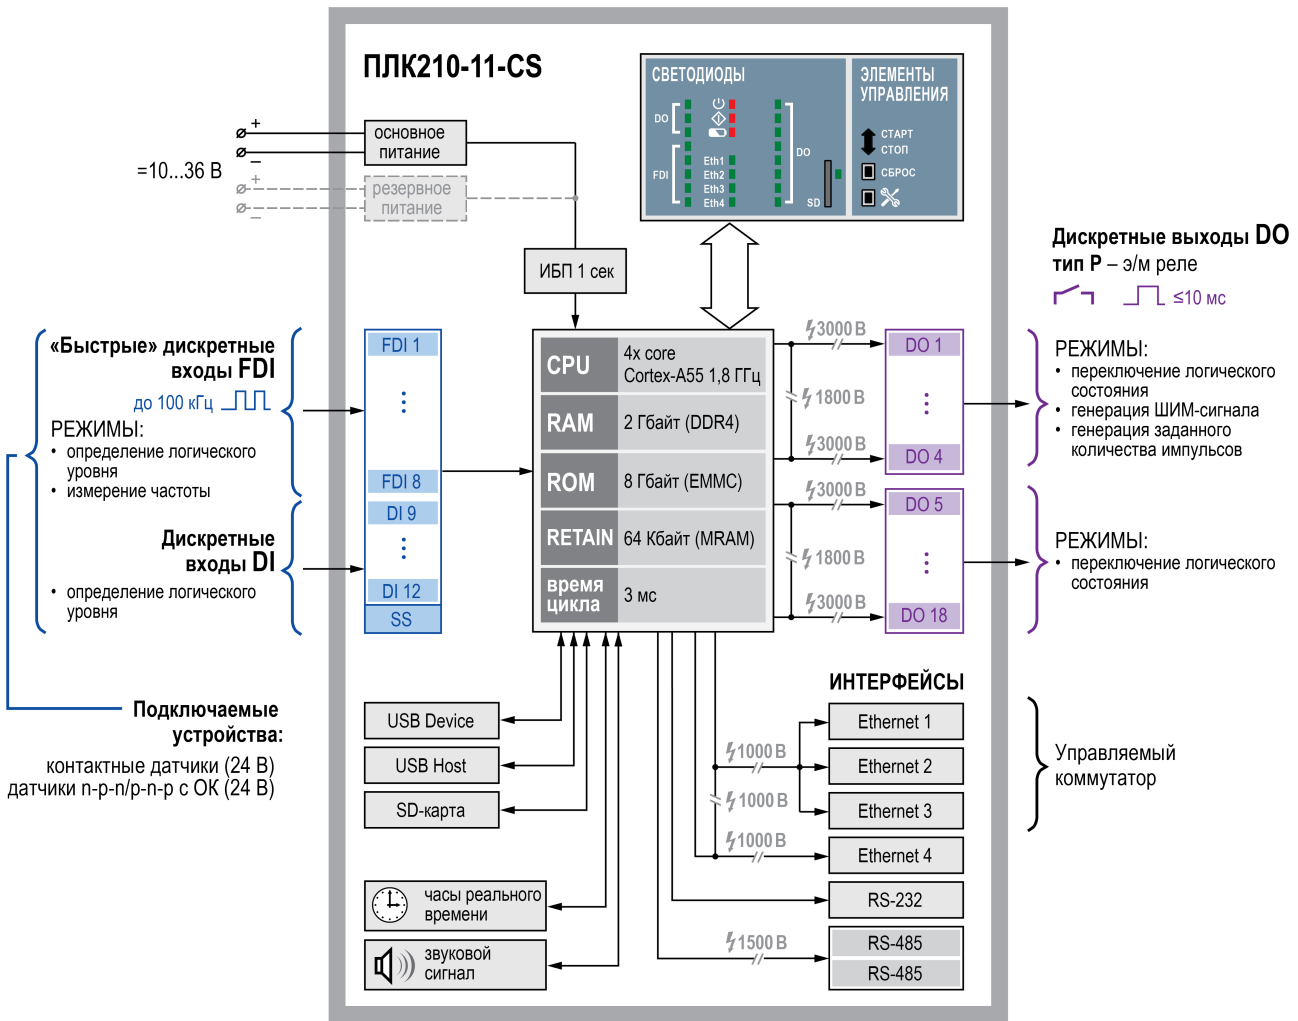 ПЛК210-11-CS
СВЕТОДИОДЫ
DO
FDI
Eth1
Eth2
Eth3
Eth4
DO
SD
ЭЛЕМЕНТЫ
УПРАВЛЕНИЯ
СТАРТ
СТОП
СБРОС
+
–
=10...36 В
+
–
основное
питание
резервное
питание
ИБП 1 сек
Дискретные выходы DO
тип Р – э/м реле
≤10 мс
«Быстрые» дискретные
входы FDI
до 100 кГц
РЕЖИМЫ:
• определение логического
уровня
• измерение частоты
Дискретные
входы DI
• определение логического
уровня
Подключаемые
устройства:
контактные датчики (24 В)
датчики n-p-n/p-n-p с ОК (24 В)
FDI 1
FDI 8
DI 9
DI 12
SS
CPU
4x core
Cortex-A55 1,8 ГГц
RAM
2 Гбайт (DDR4)
ROM
8 Гбайт (EMMC)
RETAIN
64 Кбайт (MRAM)
время
цикла
3 мс
3000 В
1800 В
3000 В
3000 В
1800 В
3000 В
DO 1
DO 4
DO 5
DO 18
РЕЖИМЫ:
• переключение логического
состояния
• генерация ШИМ-сигнала
• генерация заданного
количества импульсов
РЕЖИМЫ:
• переключение логического
состояния
USB Device
USB Host
SD-карта
часы реального
времени
звуковой
сигнал
ИНТЕРФЕЙСЫ
1000 В
1000 В
1000 В
1500 В
Ethernet 1
Ethernet 2
Ethernet 3
Ethernet 4
RS-232
RS-485
RS-485
Управляемый
коммутатор